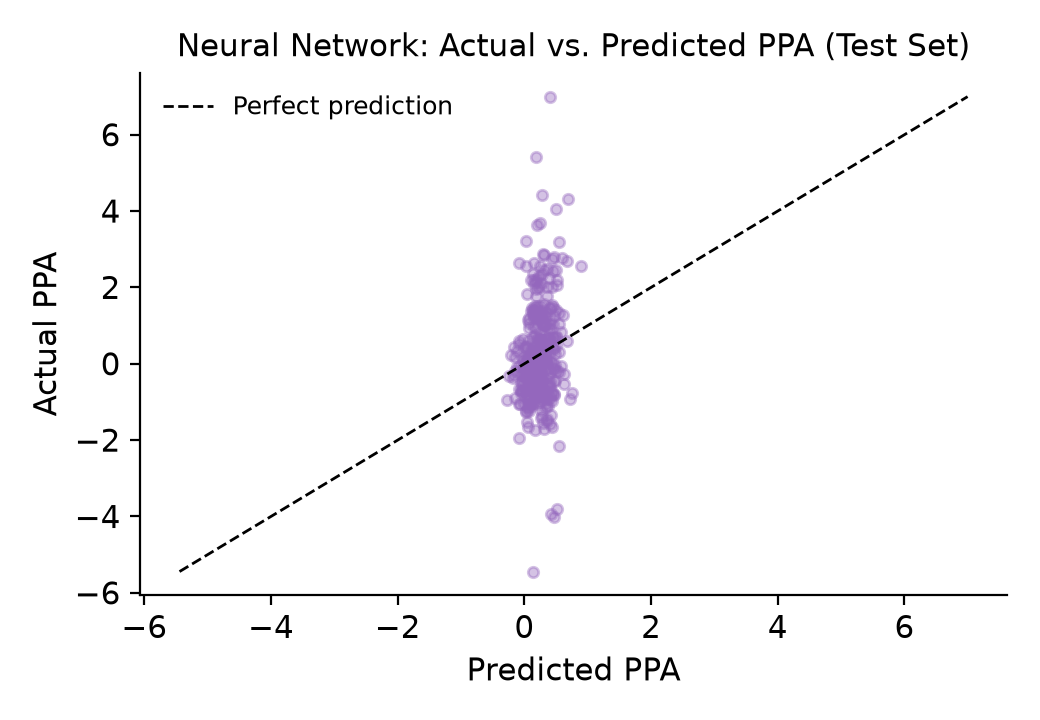 Neural Network: Actual vs. Predicted PPA (Test Set)
Perfect prediction
Actual PPA
6
4
2
0
−2
−4
−6
−6 −4 −2 0 2 4 6
Predicted PPA